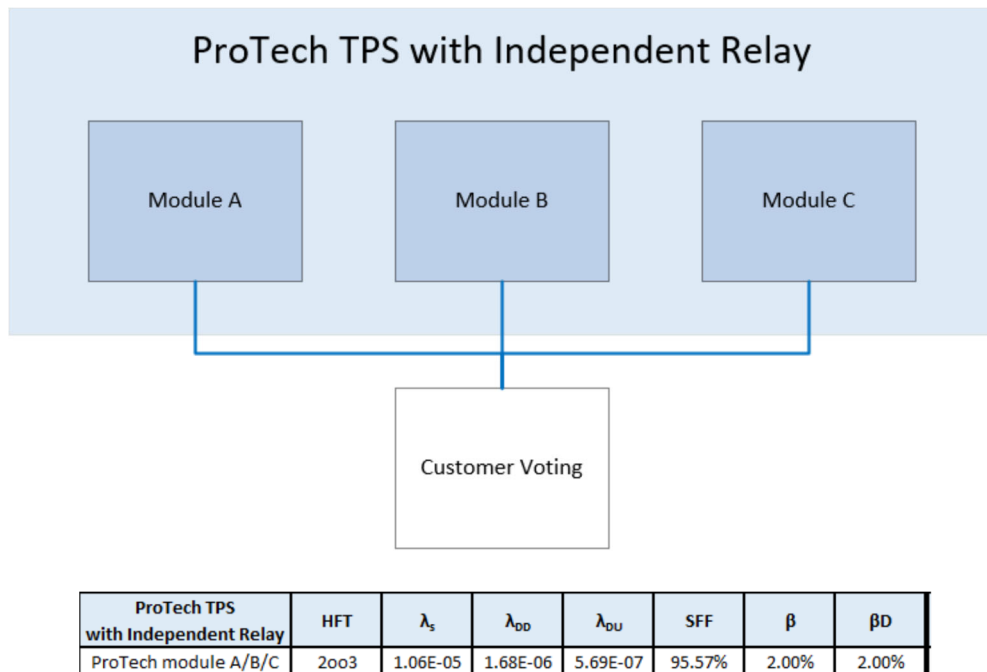 ProTech TPS with Independent Relay
Module A
Module B
Module C
Customer Voting
ProTech TPS
with Independent Relay
HFT
λs
λDD
λDU
SFF
β
βD
ProTech module A/B/C
2oo3
1.06E-05
1.68E-06
5.69E-07
95.57%
2.00%
2.00%